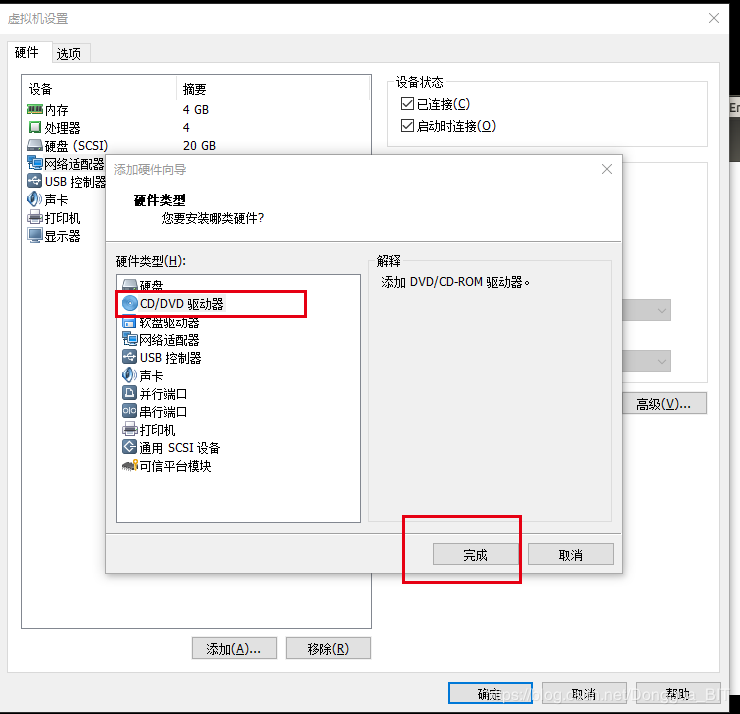 虚拟机设置
硬件 选项
设备 摘要
内存 4 GB
处理器 4
硬盘 (SCSI) 20 GB
网络适配器
USB 控制器
声卡
打印机
显示器
设备状态
已连接(C)
启动时连接(O)
En
添加硬件向导
硬件类型
您要安装哪类硬件?
硬件类型(H):
硬盘
CD/DVD 驱动器
软盘驱动器
网络适配器
USB 控制器
声卡
并行端口
串行端口
打印机
通用 SCSI 设备
可信平台模块
解释
添加 DVD/CD-ROM 驱动器。
高级(V)...
完成 取消
添加(A)... 移除(R)
确定 取消 帮助